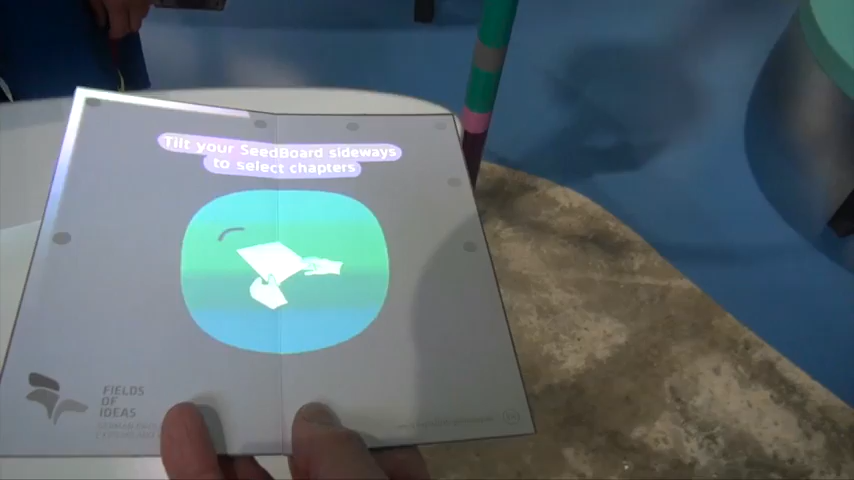 Tilt your SeedBoard sideways
to select chapters
FIELDS
OF
IDEAS